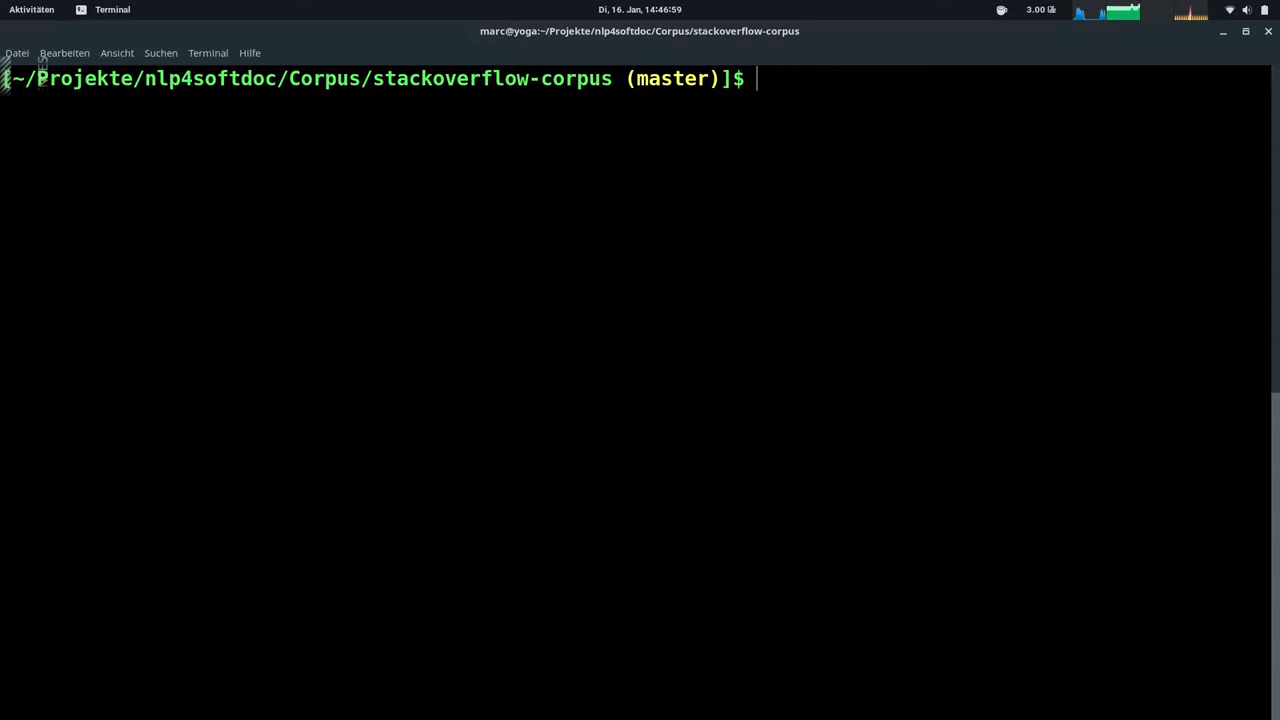 Aktivitäten Terminal Di, 16. Jan, 14:46:59 3.00
marc@yoga:~/Projekte/nlp4softdoc/Corpus/stackoverflow-corpus
Datei Bearbeiten Ansicht Suchen Terminal Hilfe
[~/Projekte/nlp4softdoc/Corpus/stackoverflow-corpus (master)]$